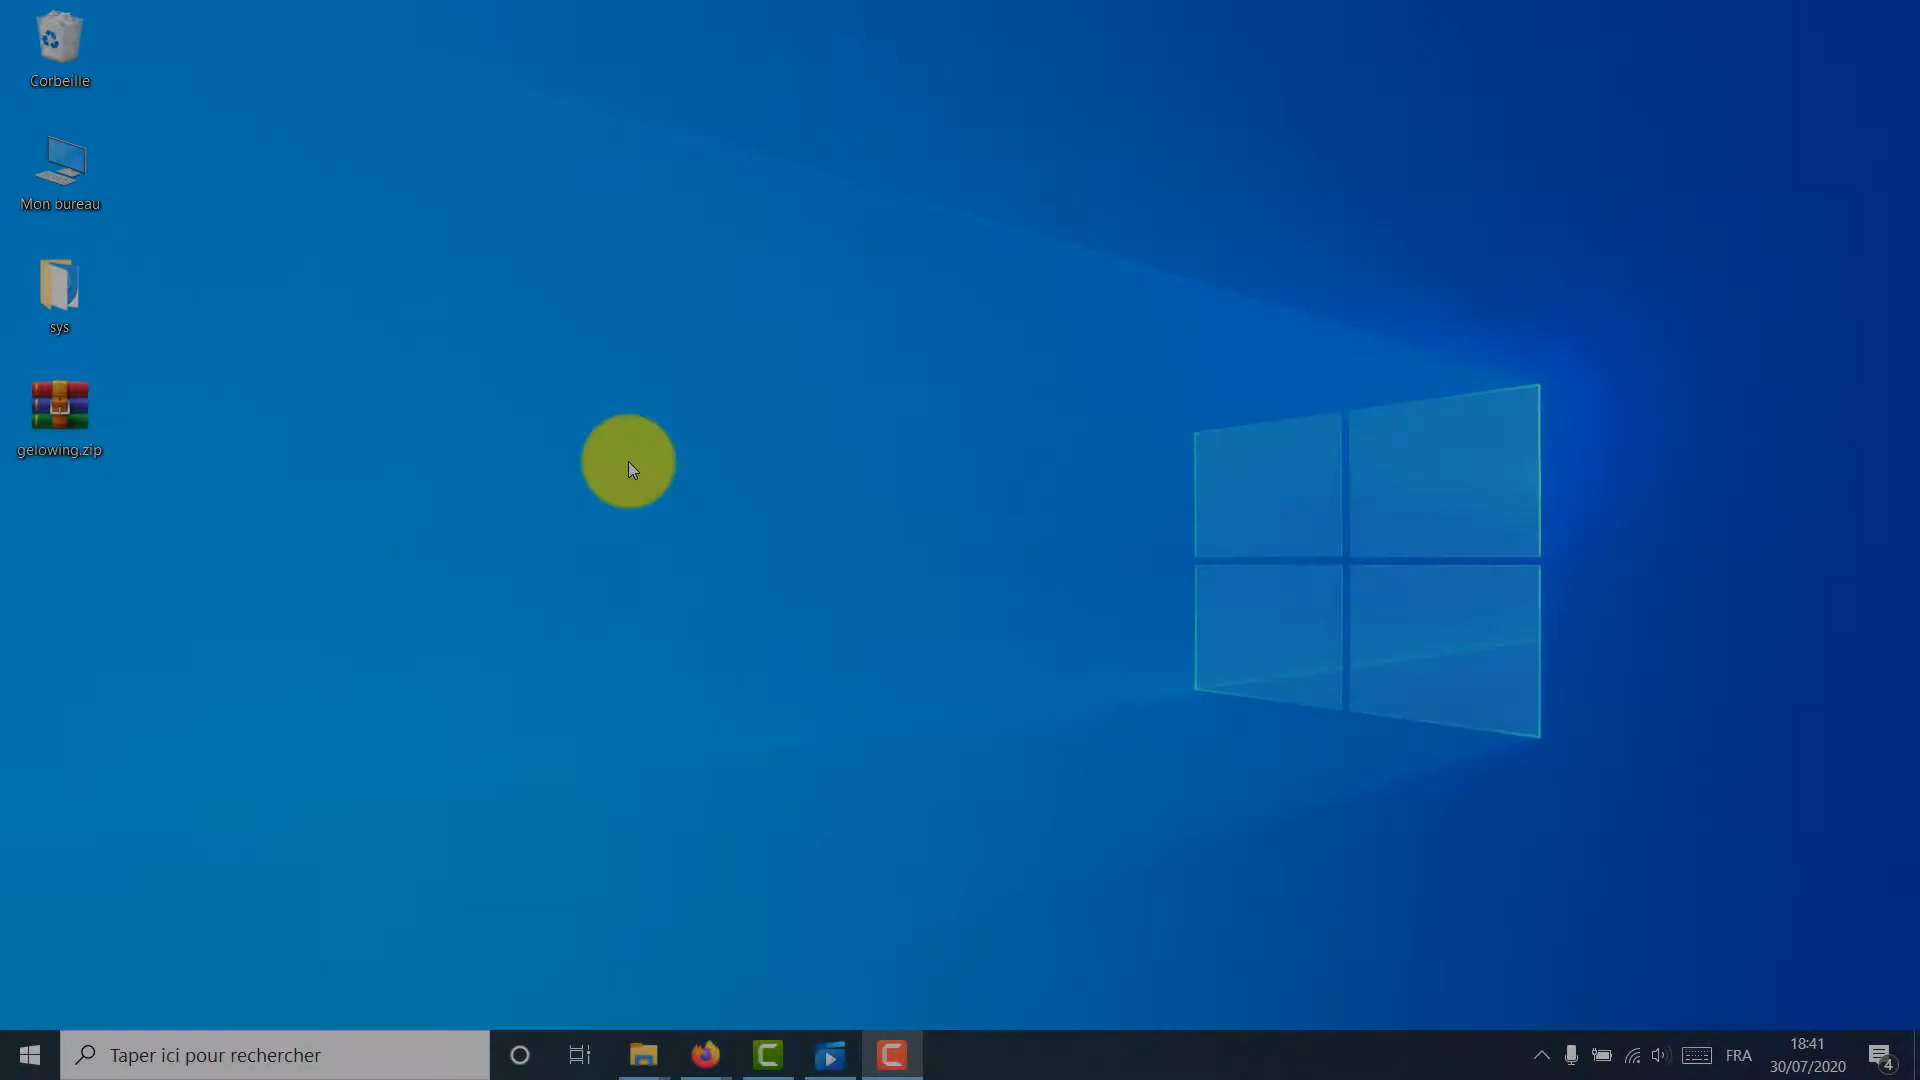 Corbeille
Mon bureau
sys
gelowing.zip
Taper ici pour rechercher
FRA
18:41
30/07/2020
4